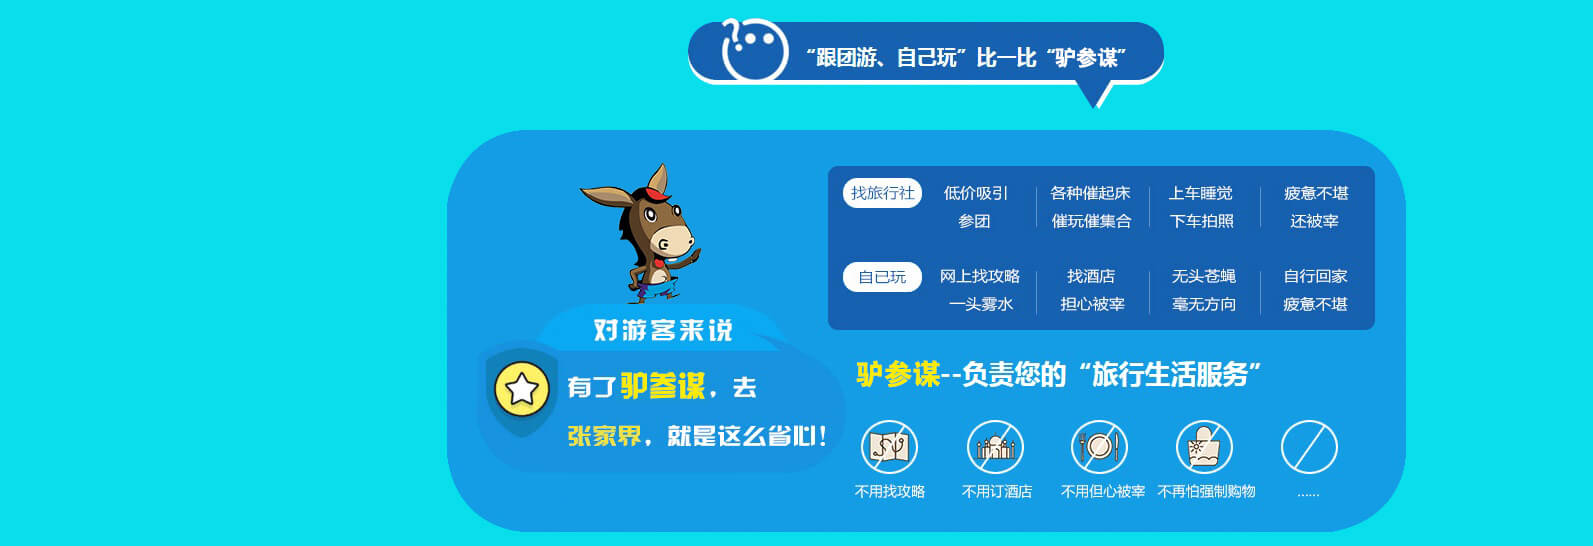 “跟团游、自己玩”比一比“驴参谋”
找旅行社
低价吸引
参团
各种催起床
催玩催集合
上车睡觉
下车拍照
疲惫不堪
还被宰
自己玩
网上找攻略
一头雾水
找酒店
担心被宰
无头苍蝇
毫无方向
自行回家
疲惫不堪
对游客来说
有了驴参谋，去
张家界，就是这么省心！
驴参谋--负责您的“旅行生活服务”
不用找攻略
不用订酒店
不用但心被宰
不再怕强制购物
......